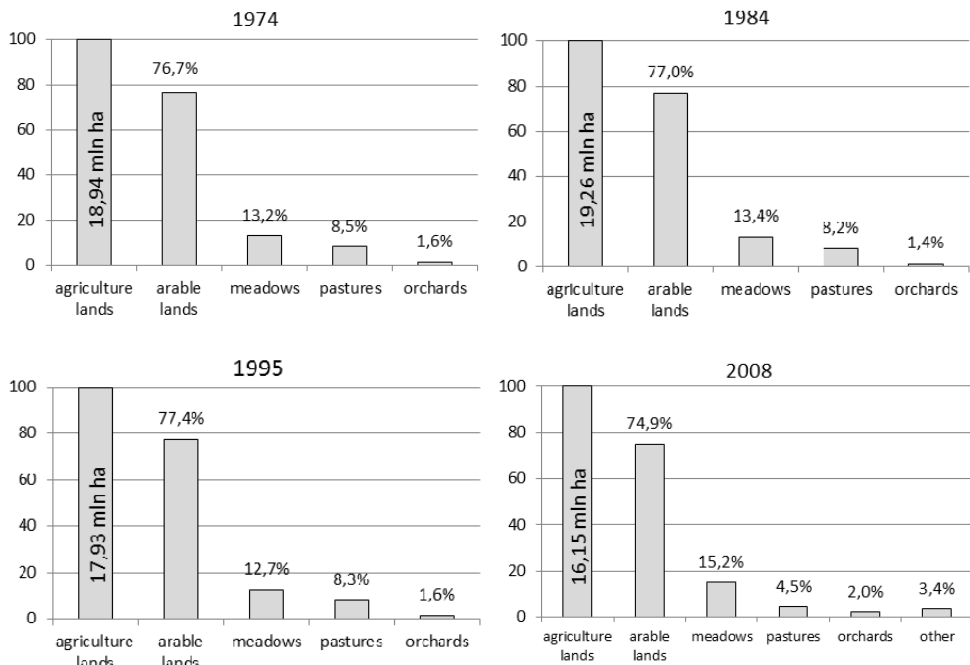 1974
100
80
60
40
20
0
18,94 mln ha
76,7%
13,2%
8,5%
1,6%
agriculture lands
arable lands
meadows
pastures
orchards
1984
100
80
60
40
20
0
19,26 mln ha
77,0%
13,4%
8,2%
1,4%
agriculture lands
arable lands
meadows
pastures
orchards
1995
100
80
60
40
20
0
17,93 mln ha
77,4%
12,7%
8,3%
1,6%
agriculture lands
arable lands
meadows
pastures
orchards
2008
100
80
60
40
20
0
16,15 mln ha
74,9%
15,2%
4,5%
2,0%
3,4%
agriculture lands
arable lands
meadows
pastures
orchards
other